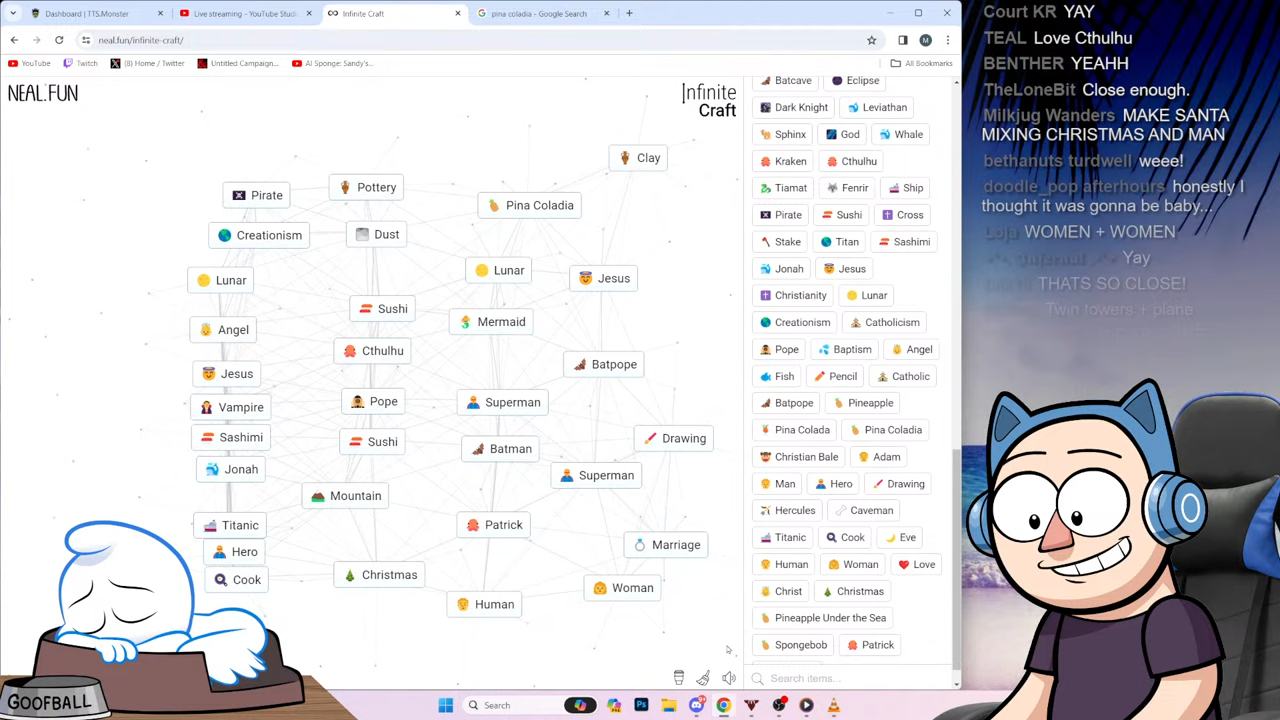 Dashboard | TTS.Monster
Live streaming - YouTube Stud
Infinite Craft
pina coladia - Google Search
neal.fun/infinite-craft/
YouTube
Twitch
(8) Home / Twitter
Untitled Campaign...
AI Sponge: Sandy's...
All Bookmarks
NEAL.FUN
Infinite Craft
Clay
Pirate
Pottery
Pina Coladia
Creationism
Dust
Lunar
Lunar
Jesus
Sushi
Mermaid
Angel
Cthulhu
Batpope
Jesus
Vampire
Pope
Superman
Sashimi
Sushi
Batman
Drawing
Jonah
Superman
Mountain
Titanic
Patrick
Hero
Marriage
Cook
Christmas
Woman
Human
Batcave
Eclipse
Dark Knight
Leviathan
Sphinx
God
Whale
Kraken
Cthulhu
Tiamat
Fenrir
Ship
Pirate
Sushi
Cross
Stake
Titan
Sashimi
Jonah
Jesus
Christianity
Lunar
Creationism
Catholicism
Pope
Baptism
Angel
Fish
Pencil
Catholic
Batpope
Pineapple
Pina Colada
Pina Coladia
Christian Bale
Adam
Man
Hero
Drawing
Hercules
Caveman
Titanic
Cook
Eve
Human
Woman
Love
Christ
Christmas
Pineapple Under the Sea
Spongebob
Patrick
Search items...
Search
Court KR YAY
TEAL Love Cthulhu
BENTHER YEAHH
TheLoneBit Close enough.
Milkjug Wanders MAKE SANTA
MIXING CHRISTMAS AND MAN
bethanuts turdwell weee!
doodle_pop afterhours honestly I
thought it was gonna be baby...
Loja WOMEN + WOMEN
Yay
THATS SO CLOSE!
Twin towers + plane
GOOFBALL